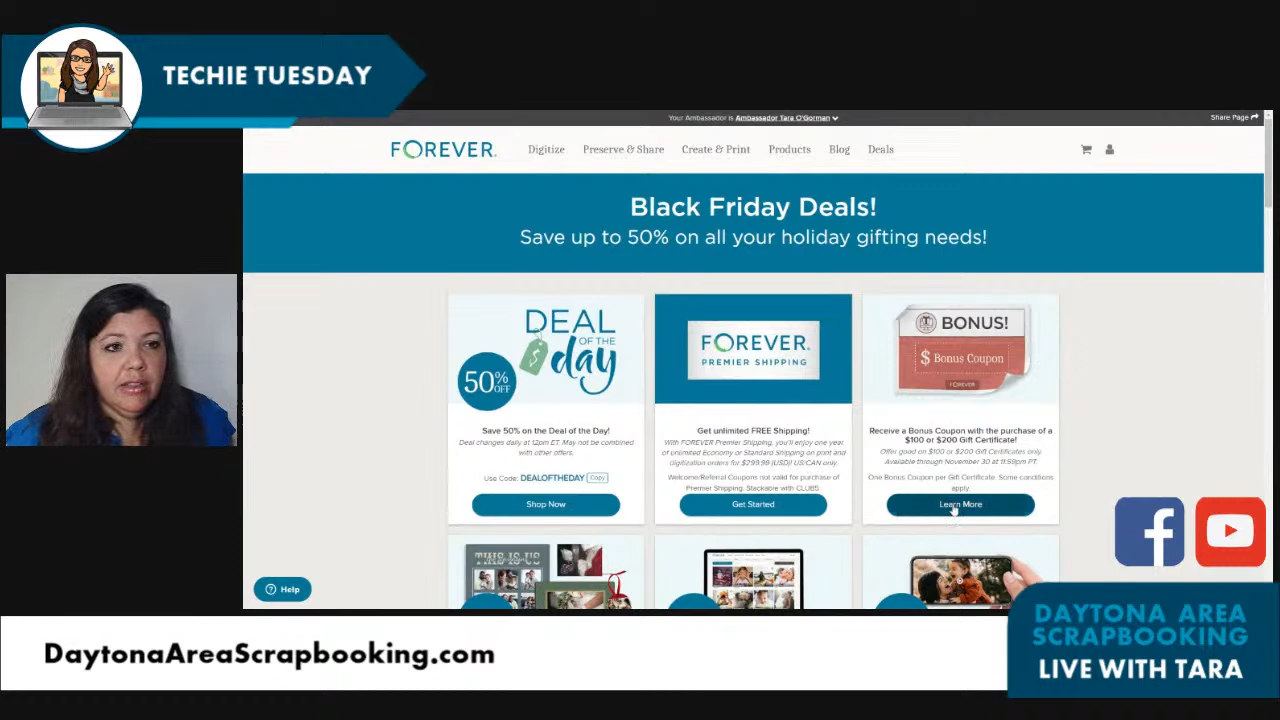 TECHIE TUESDAY
Your Ambassador is Ambassador Tara O'Gorman
Share Page
FOREVER
Digitize
Preserve & Share
Create & Print
Products
Blog
Deals
Black Friday Deals!
Save up to 50% on all your holiday gifting needs!
DEAL
OF THE
day
$
50% OFF
Save 50% on the Deal of the Day!
Deal changes daily at 12pm ET. May not be combined
with other offers.
Use Code: DEALOFTHEDAY Copy
Shop Now
FOREVER
PREMIER SHIPPING
Get unlimited FREE Shipping!
With FOREVER Premier Shipping, you'll enjoy one year
of unlimited Economy or Standard Shipping on print and
digitization orders for $299.99 (USD)! US/CAN only.
Welcome/Referral Coupons not valid for purchase of
Premier Shipping. Stackable with CLUB5.
Get Started
BONUS!
$ Bonus Coupon
FOREVER
Receive a Bonus Coupon with the purchase of a
$100 or $200 Gift Certificate!
Offer good on $100 or $200 Gift Certificates only.
Available through November 30 at 11:59pm PT.
One Bonus Coupon per Gift Certificate. Some conditions
apply.
Learn More
THIS IS US
Help
DaytonaAreaScrapbooking.com
DAYTONA AREA
SCRAPBOOKING
LIVE WITH TARA